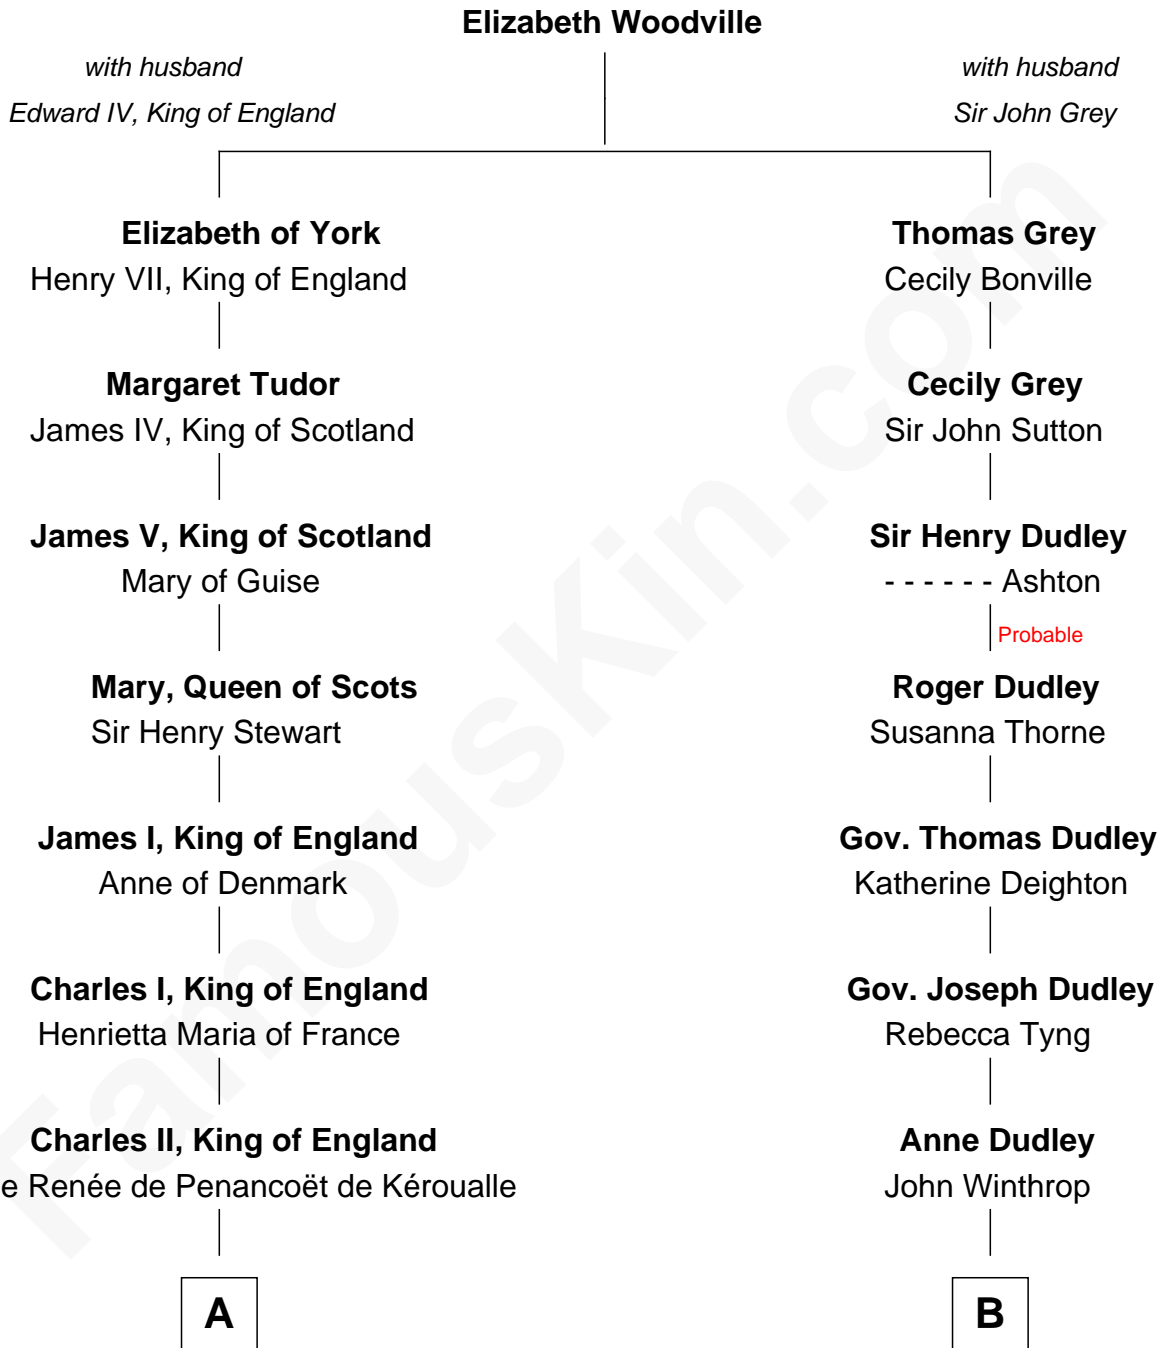 Elizabeth Woodville
with husband
Edward IV, King of England
with husband
Sir John Grey
Elizabeth of York
Henry VII, King of England
Thomas Grey
Cecily Bonville
Margaret Tudor
James IV, King of Scotland
Cecily Grey
Sir John Sutton
James V, King of Scotland
Mary of Guise
Sir Henry Dudley
- - - - - - Ashton
Probable
Mary, Queen of Scots
Sir Henry Stewart
Roger Dudley
Susanna Thorne
James I, King of England
Anne of Denmark
Gov. Thomas Dudley
Katherine Deighton
Charles I, King of England
Henrietta Maria of France
Gov. Joseph Dudley
Rebecca Tyng
Charles II, King of England
e Renée de Penancoët de Kéroualle
Anne Dudley
John Winthrop
A
B
FamousKin.com